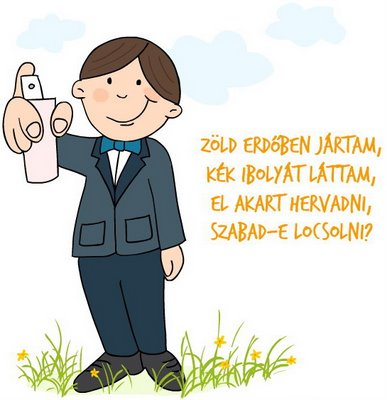 ZÖLD ERDŐBEN JÁRTAM,
KÉK IBOLYÁT LÁTTAM,
EL AKART HERVADNI,
SZABAD-E LOCSOLNI?